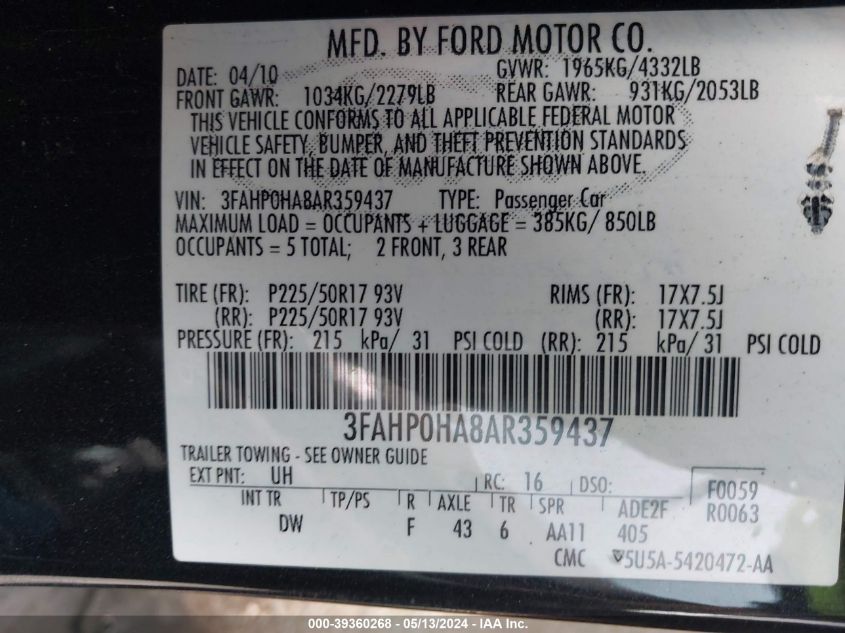 MFD. BY FORD MOTOR CO.
DATE: 04/10 GVWR: 1965KG/4332LB
FRONT GAWR: 1034KG/2279LB REAR GAWR: 931KG/2053LB
THIS VEHICLE CONFORMS TO ALL APPLICABLE FEDERAL MOTOR
VEHICLE SAFETY, BUMPER, AND THEFT PREVENTION STANDARDS
IN EFFECT ON THE DATE OF MANUFACTURE SHOWN ABOVE.
VIN: 3FAHP0HA8AR359437 TYPE: Passenger Car
MAXIMUM LOAD = OCCUPANTS + LUGGAGE = 385KG/ 850LB
OCCUPANTS = 5 TOTAL; 2 FRONT, 3 REAR
TIRE (FR): P225/50R17 93V RIMS (FR): 17X7.5J
(RR): P225/50R17 93V (RR): 17X7.5J
PRESSURE (FR): 215 kPa/ 31 PSI COLD (RR): 215 kPa/ 31 PSI COLD
3FAHP0HA8AR359437
TRAILER TOWING - SEE OWNER GUIDE
EXT PNT: UH RC: 16 DSO: F0059
INT TR TP/PS R AXLE TR SPR ADE2F R0063
DW F 43 6 AA11 405
CMC 5U5A-5420472-AA
000-39360268 - 05/13/2024 - IAA, Inc.